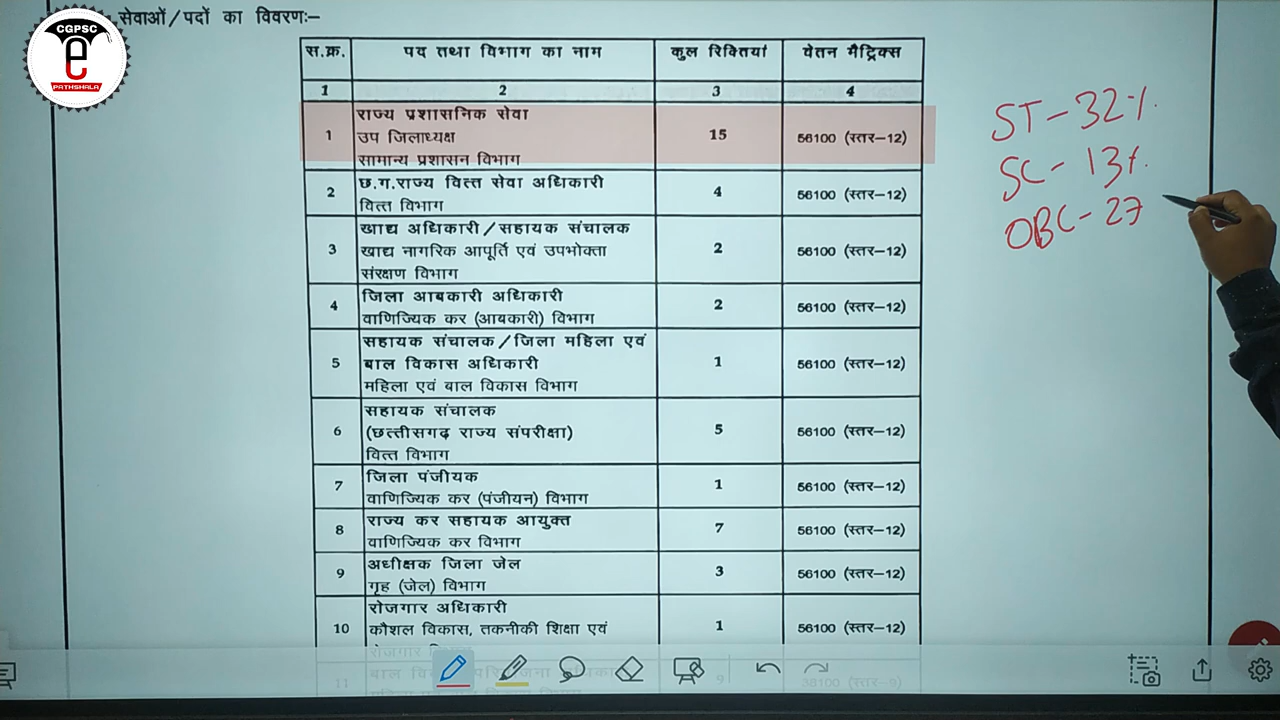 CGPSC
e
PATHSHALA
सेवाओं/पदों का विवरणः–
स.क्र. पद तथा विभाग का नाम कुल रिक्तियां वेतन मैट्रिक्स
1 2 3 4
1 राज्य प्रशासनिक सेवा
उप जिलाध्यक्ष 15 56100 (स्तर–12)
सामान्य प्रशासन विभाग
2 छ.ग.राज्य वित्त सेवा अधिकारी 4 56100 (स्तर–12)
वित्त विभाग
3 खाद्य अधिकारी/सहायक संचालक
खाद्य नागरिक आपूर्ति एवं उपभोक्ता 2 56100 (स्तर–12)
संरक्षण विभाग
4 जिला आबकारी अधिकारी 2 56100 (स्तर–12)
वाणिज्यिक कर (आबकारी) विभाग
5 सहायक संचालक/जिला महिला एवं
बाल विकास अधिकारी 1 56100 (स्तर–12)
महिला एवं बाल विकास विभाग
6 सहायक संचालक
(छत्तीसगढ़ राज्य संपरीक्षा) 5 56100 (स्तर–12)
वित्त विभाग
7 जिला पंजीयक 1 56100 (स्तर–12)
वाणिज्यिक कर (पंजीयन) विभाग
8 राज्य कर सहायक आयुक्त 7 56100 (स्तर–12)
वाणिज्यिक कर विभाग
9 अधीक्षक जिला जेल 3 56100 (स्तर–12)
गृह (जेल) विभाग
10 रोजगार अधिकारी 1 56100 (स्तर–12)
कौशल विकास, तकनीकी शिक्षा एवं
रोजगार
11 बाल 9 38100 (स्तर–9)
ST – 32%
SC – 13%
OBC – 27